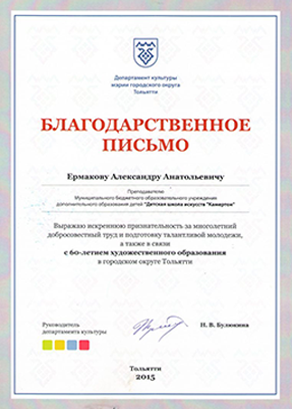 Департамент культуры
мэрии городского округа
Тольятти
БЛАГОДАРСТВЕННОЕ
ПИСЬМО
Ермакову Александру Анатольевичу
Преподавателю
Муниципального бюджетного образовательного учреждения
дополнительного образования детей "Детская школа искусств "Камертон"
Выражаю искреннюю признательность за многолетний
добросовестный труд и подготовку талантливой молодежи,
а также в связи
с 60-летием художественного образования
в городском округе Тольятти
Руководитель
департамента культуры
Н. В. Булюкина
Тольятти
2015